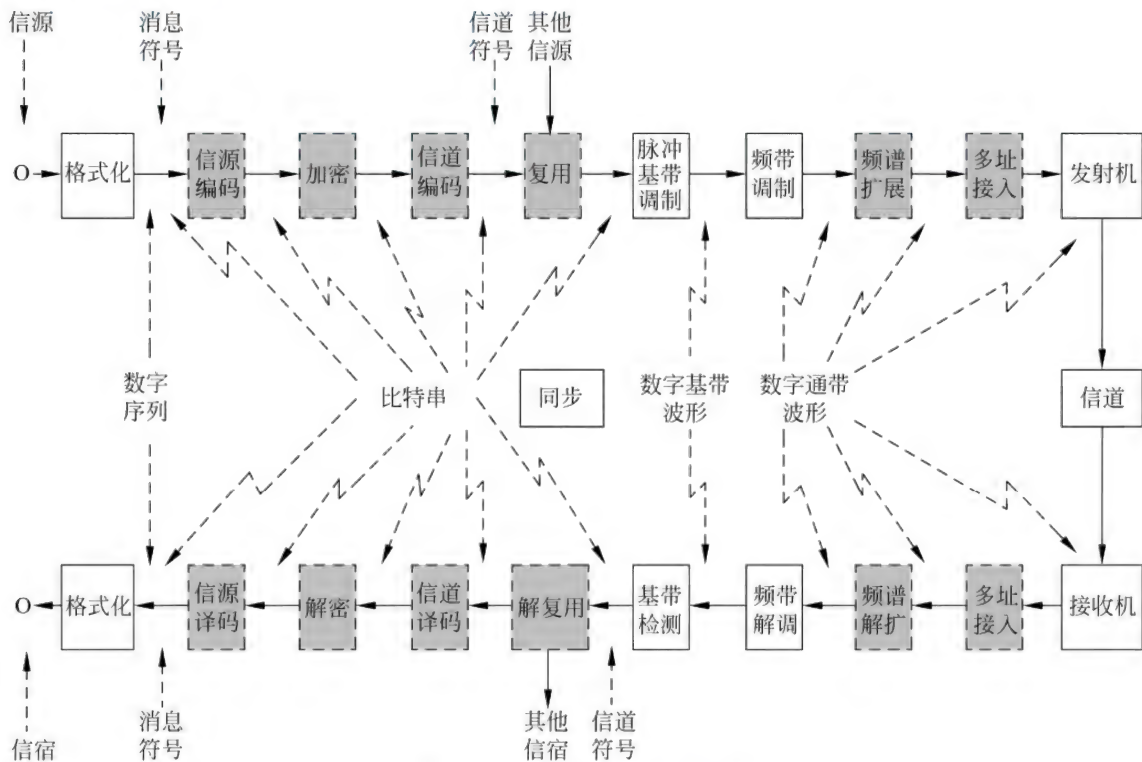 信源
消息
符号
信道
符号
其他
信源
O
格式化
信源
编码
加密
信道
编码
复用
脉冲
基带
调制
频带
调制
频谱
扩展
多址
接入
发射机
数字
序列
比特串
同步
数字基带
波形
数字通带
波形
信道
O
格式化
信源
译码
解密
信道
译码
解复用
基带
检测
频带
解调
频谱
解扩
多址
接入
接收机
信宿
消息
符号
其他
信宿
信道
符号